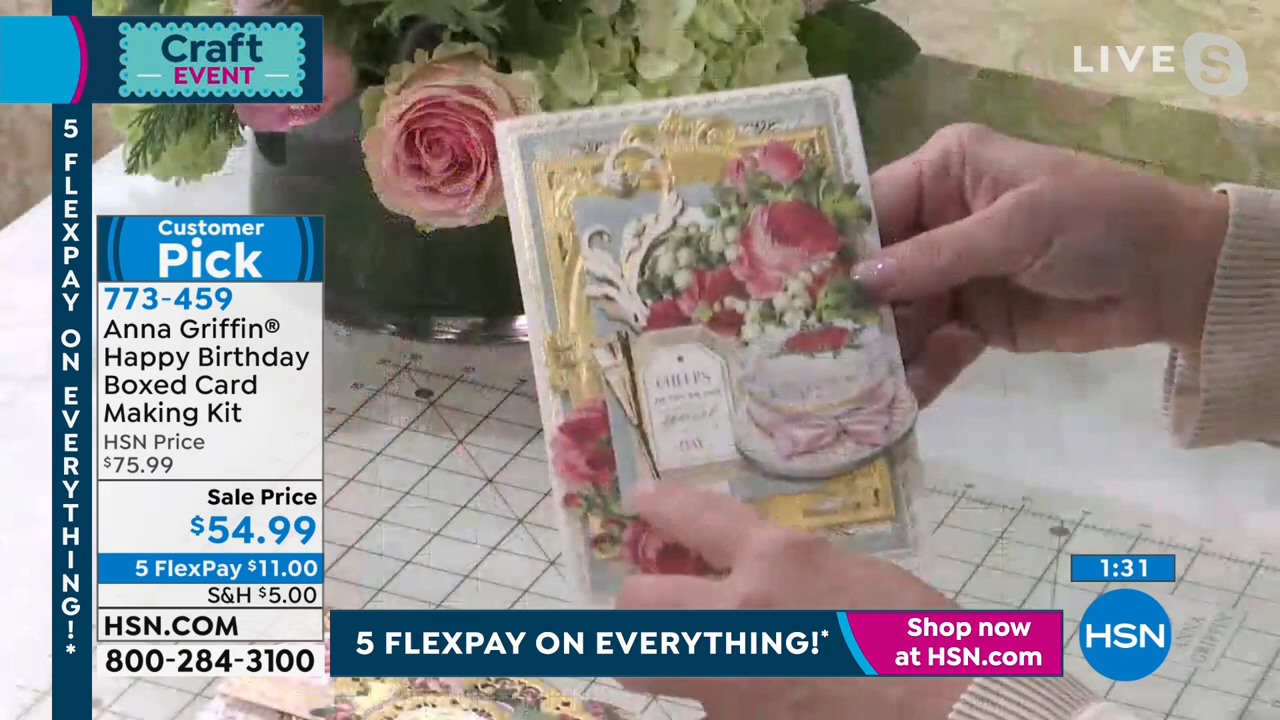 Craft
EVENT
LIVE S
5 FLEXPAY ON EVERYTHING!*
Customer
Pick
773-459
Anna Griffin®
Happy Birthday
Boxed Card
Making Kit
HSN Price
$75.99
Sale Price
$54.99
5 FlexPay $11.00
S&H $5.00
HSN.COM
800-284-3100
CHEERS
DAY
1:31
HSN
5 FLEXPAY ON EVERYTHING!*
Shop now
at HSN.com
ANNA
GRIFFIN